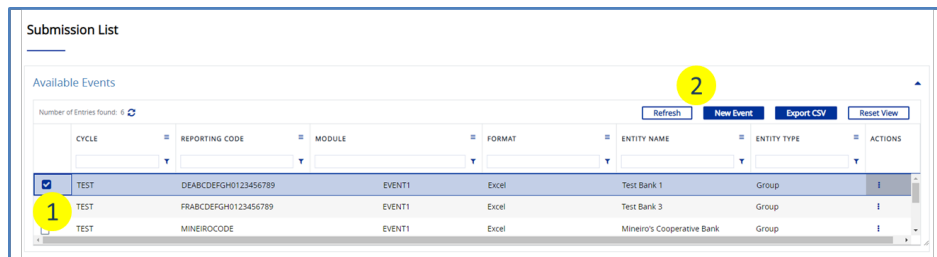 Submission List
Available Events
2
Number of Entries found: 6
Refresh New Event Export CSV Reset View
CYCLE REPORTING CODE MODULE FORMAT ENTITY NAME ENTITY TYPE ACTIONS
TEST DEABCDEFGH0123456789 EVENT1 Excel Test Bank 1 Group
1
TEST FRABCDEFGH0123456789 EVENT1 Excel Test Bank 3 Group
TEST MINEIROCODE EVENT1 Excel Mineiro's Cooperative Bank Group